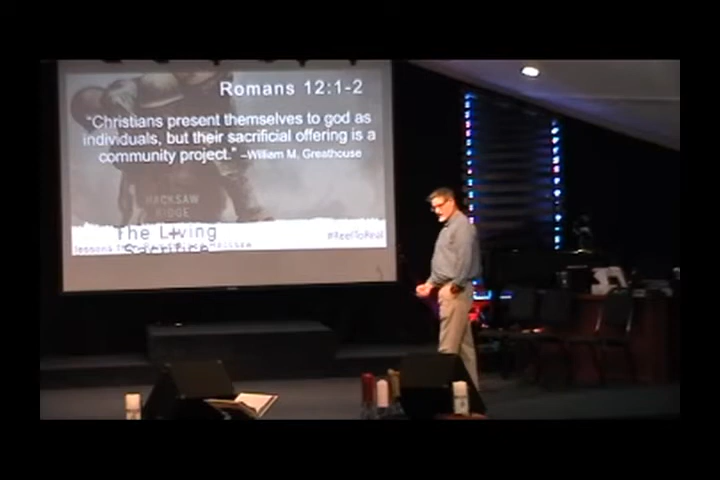 Romans 12:1-2
"Christians present themselves to god as
individuals, but their sacrificial offering is a
community project." –William M. Greathouse
HACKSAW
RIDGE
The Living
Sacrifice
lessons
#ReelToReal